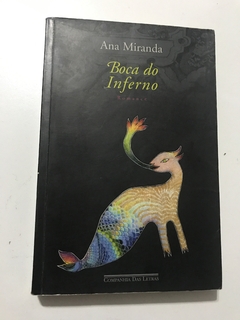 Ana Miranda
Boca do
Inferno
Romance
Companhia Das Letras